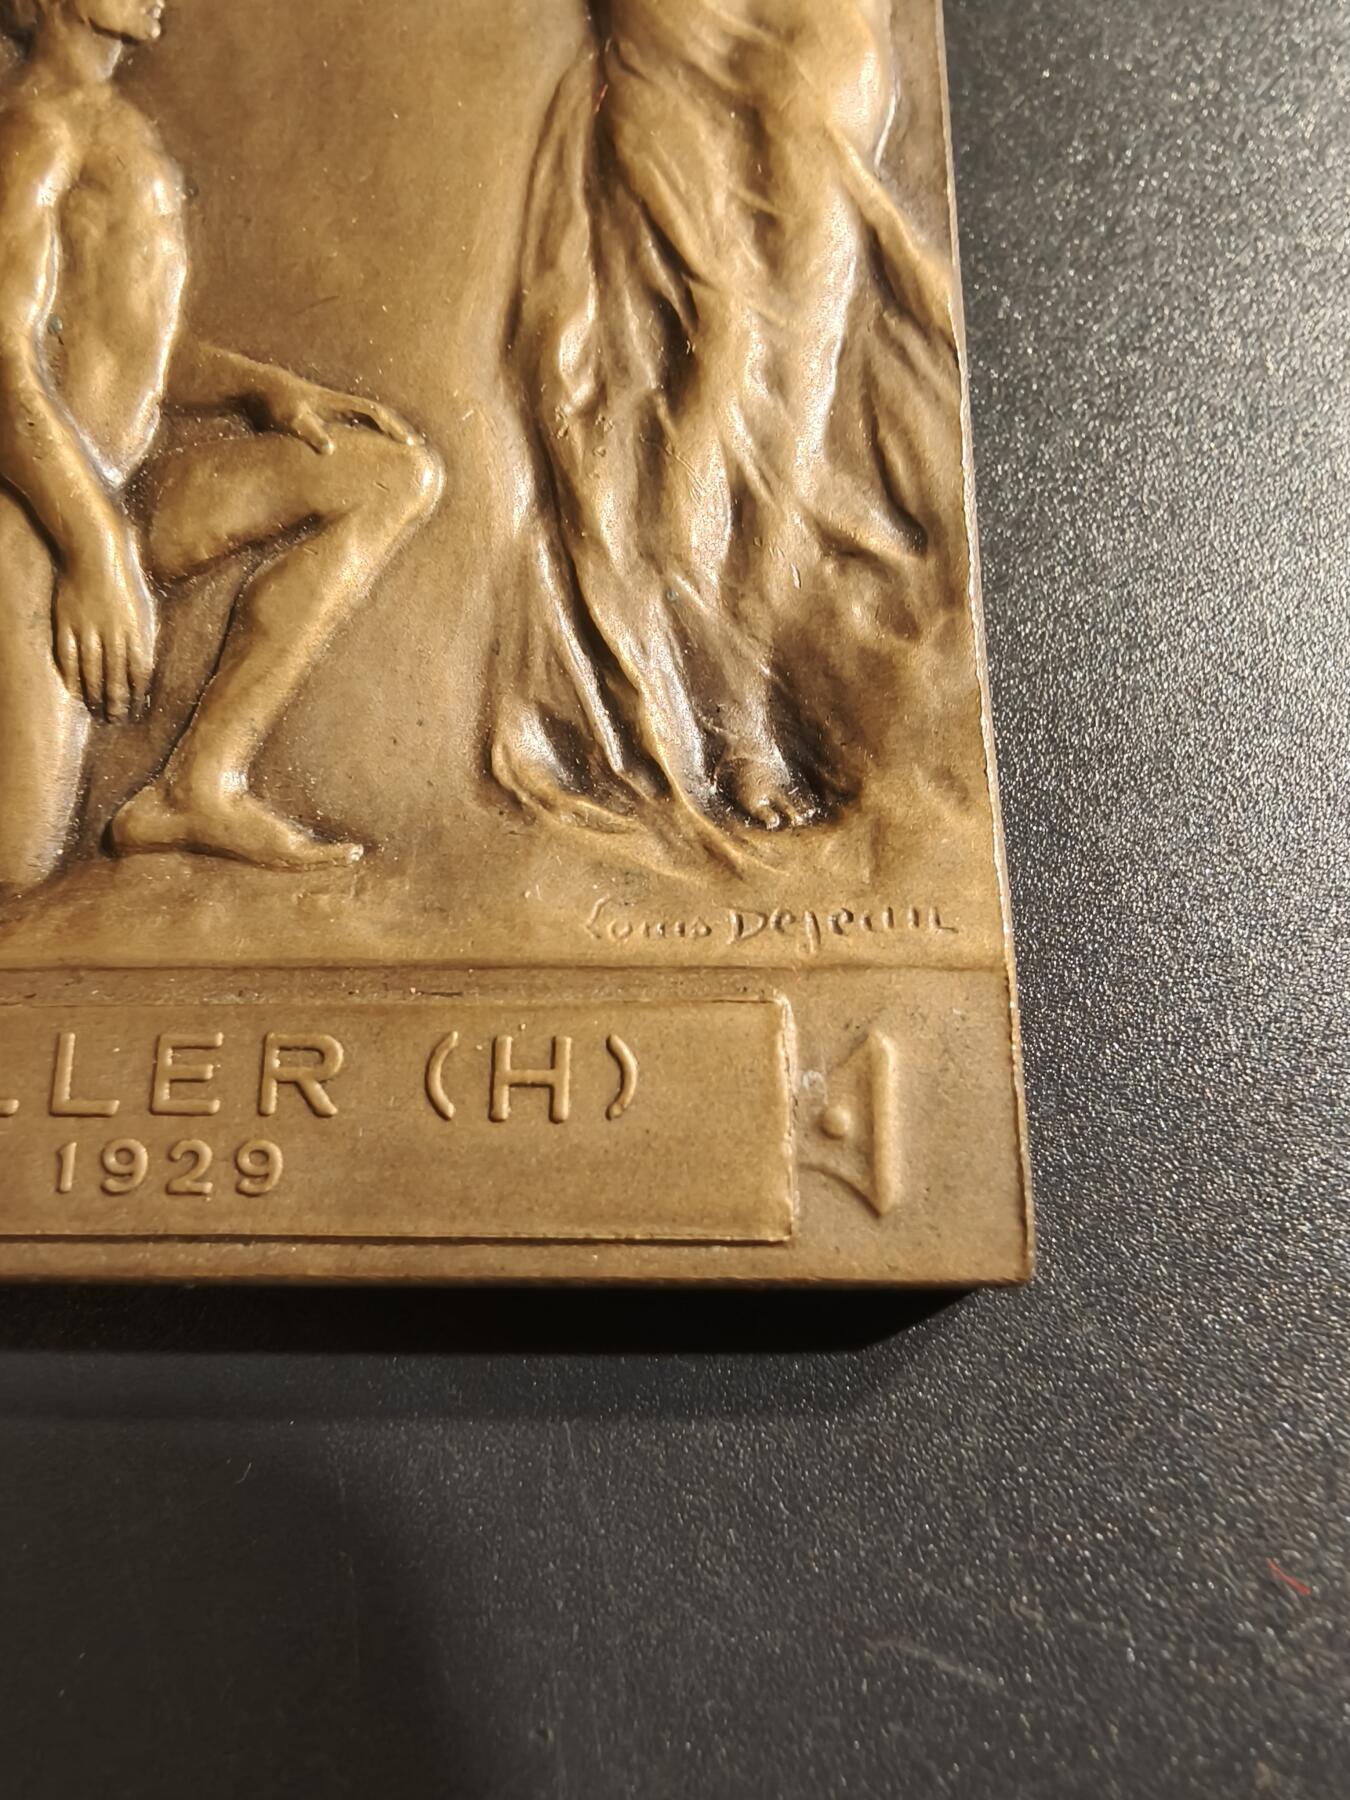 Louis Dejean
LLER (H)
1929